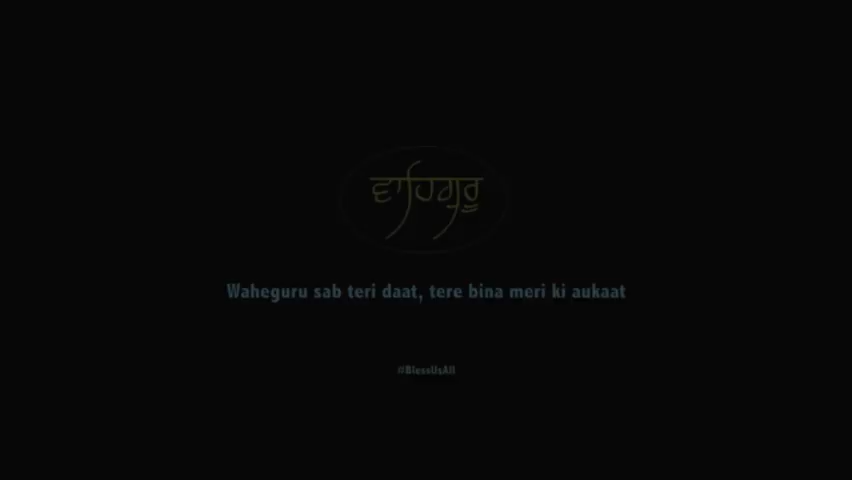 ਵਾਹਿਗੁਰੂ
Waheguru sab teri daat, tere bina meri ki aukaat
#BlessUsAll